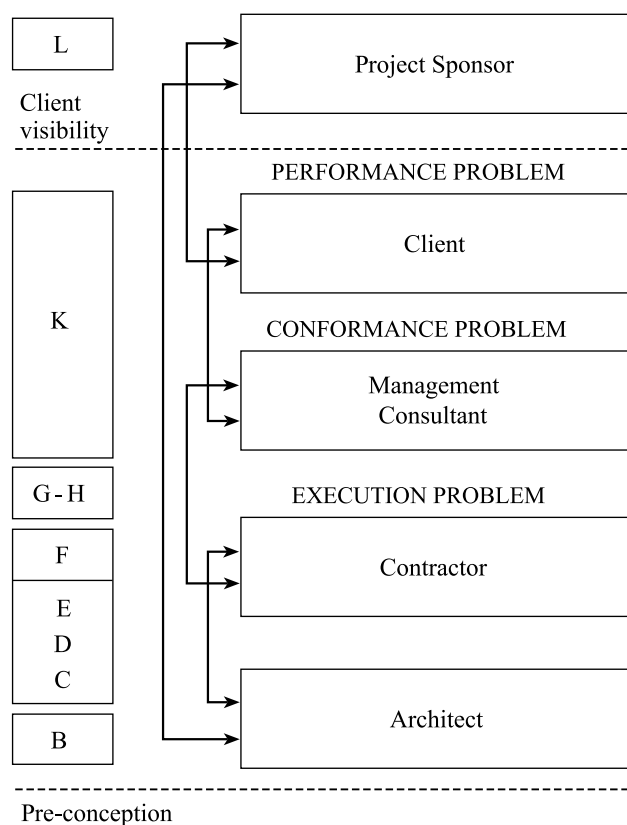 L
Project Sponsor
Client
visibility
PERFORMANCE PROBLEM
Client
K
CONFORMANCE PROBLEM
Management
Consultant
G - H
EXECUTION PROBLEM
F
Contractor
E
D
C
B
Architect
Pre-conception